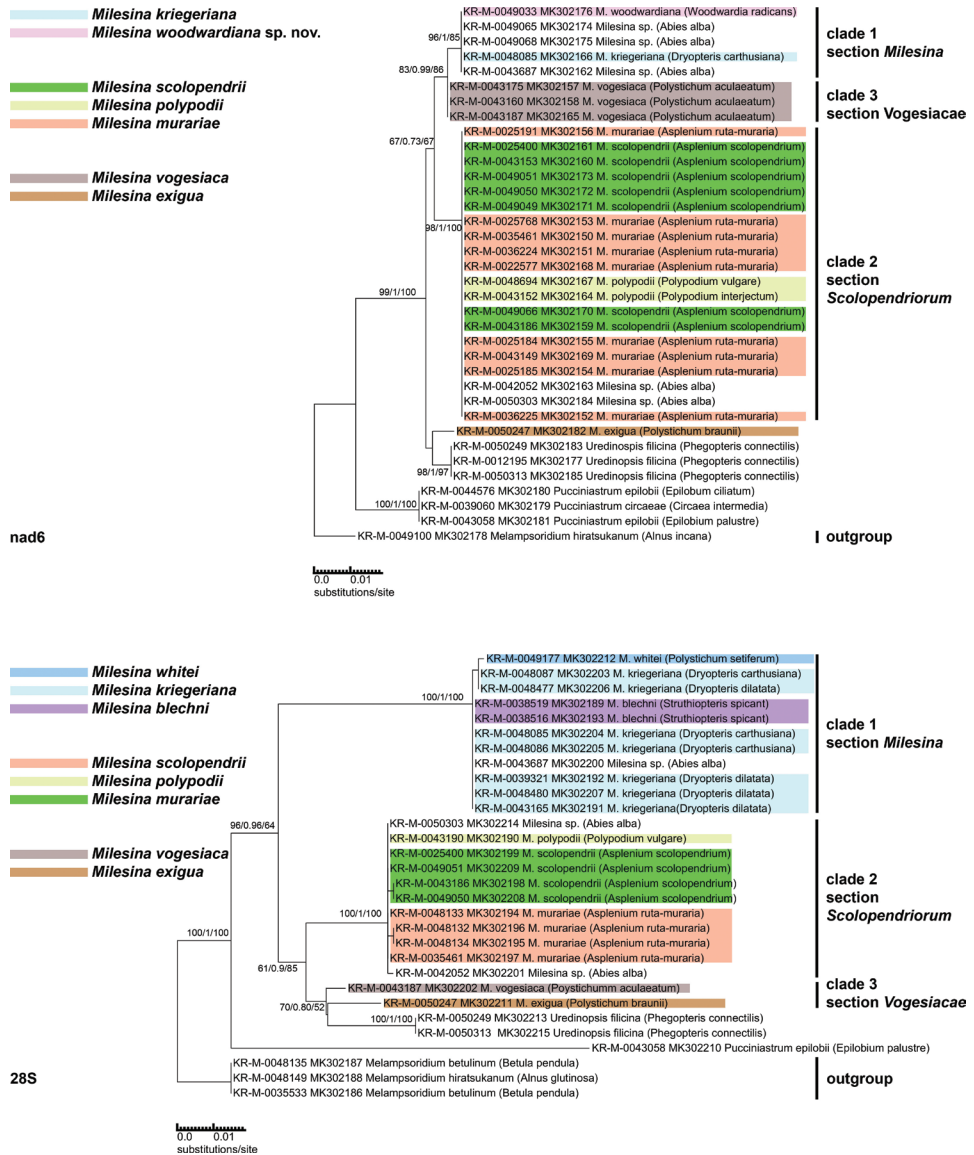 Milesina kriegeriana
Milesina woodwardiana sp. nov.
Milesina scolopendrii
Milesina polypodii
Milesina murariae
Milesina vogesiaca
Milesina exigua
KR-M-0049033 MK302176 M. woodwardiana (Woodwardia radicans)
KR-M-0049065 MK302174 Milesina sp. (Abies alba)
KR-M-0049068 MK302175 Milesina sp. (Abies alba)
KR-M-0048085 MK302166 M. kriegeriana (Dryopteris carthusiana)
KR-M-0043687 MK302162 Milesina sp. (Abies alba)
KR-M-0043175 MK302157 M. vogesiaca (Polystichum aculaeatum)
KR-M-0043160 MK302158 M. vogesiaca (Polystichum aculaeatum)
KR-M-0043187 MK302165 M. vogesiaca (Polystichum aculaeatum)
KR-M-0025191 MK302156 M. murariae (Asplenium ruta-muraria)
KR-M-0025400 MK302161 M. scolopendrii (Asplenium scolopendrium)
KR-M-0043153 MK302160 M. scolopendrii (Asplenium scolopendrium)
KR-M-0049051 MK302173 M. scolopendrii (Asplenium scolopendrium)
KR-M-0049050 MK302172 M. scolopendrii (Asplenium scolopendrium)
KR-M-0049049 MK302171 M. scolopendrii (Asplenium scolopendrium)
KR-M-0025768 MK302153 M. murariae (Asplenium ruta-muraria)
KR-M-0035461 MK302150 M. murariae (Asplenium ruta-muraria)
KR-M-0036224 MK302151 M. murariae (Asplenium ruta-muraria)
KR-M-0022577 MK302168 M. murariae (Asplenium ruta-muraria)
KR-M-0048694 MK302167 M. polypodii (Polypodium vulgare)
KR-M-0043152 MK302164 M. polypodii (Polypodium interjectum)
KR-M-0049066 MK302170 M. scolopendrii (Asplenium scolopendrium)
KR-M-0043186 MK302159 M. scolopendrii (Asplenium scolopendrium)
KR-M-0025184 MK302155 M. murariae (Asplenium ruta-muraria)
KR-M-0043149 MK302169 M. murariae (Asplenium ruta-muraria)
KR-M-0025185 MK302154 M. murariae (Asplenium ruta-muraria)
KR-M-0042052 MK302163 Milesina sp. (Abies alba)
KR-M-0050303 MK302184 Milesina sp. (Abies alba)
KR-M-0036225 MK302152 M. murariae (Asplenium ruta-muraria)
KR-M-0050247 MK302182 M. exigua (Polystichum braunii)
KR-M-0050249 MK302183 Uredinospis filicina (Phegopteris connectilis)
KR-M-0012195 MK302177 Uredinopsis filicina (Phegopteris connectilis)
KR-M-0050313 MK302185 Uredinopsis filicina (Phegopteris connectilis)
KR-M-0044576 MK302180 Pucciniastrum epilobii (Epilobum ciliatum)
KR-M-0039060 MK302179 Pucciniastrum circaeae (Circaea intermedia)
KR-M-0043058 MK302181 Pucciniastrum epilobii (Epilobium palustre)
KR-M-0049100 MK302178 Melampsoridium hiratsukanum (Alnus incana)
96/1/85
83/0.99/86
67/0.73/67
98/1/100
99/1/100
98/1/97
100/1/100
clade 1
section Milesina
clade 3
section Vogesiacae
clade 2
section
Scolopendriorum
outgroup
nad6
0.0 0.01
substitutions/site
Milesina whitei
Milesina kriegeriana
Milesina blechni
Milesina scolopendrii
Milesina polypodii
Milesina murariae
Milesina vogesiaca
Milesina exigua
KR-M-0049177 MK302212 M. whitei (Polystichum setiferum)
KR-M-0048087 MK302203 M. kriegeriana (Dryopteris carthusiana)
KR-M-0048477 MK302206 M. kriegeriana (Dryopteris dilatata)
KR-M-0038519 MK302189 M. blechni (Struthiopteris spicant)
KR-M-0038516 MK302193 M. blechni (Struthiopteris spicant)
KR-M-0048085 MK302204 M. kriegeriana (Dryopteris carthusiana)
KR-M-0048086 MK302205 M. kriegeriana (Dryopteris carthusiana)
KR-M-0043687 MK302200 Milesina sp. (Abies alba)
KR-M-0039321 MK302192 M. kriegeriana (Dryopteris dilatata)
KR-M-0048480 MK302207 M. kriegeriana (Dryopteris dilatata)
KR-M-0043165 MK302191 M. kriegeriana(Dryopteris dilatata)
KR-M-0050303 MK302214 Milesina sp. (Abies alba)
KR-M-0043190 MK302190 M. polypodii (Polypodium vulgare)
KR-M-0025400 MK302199 M. scolopendrii (Asplenium scolopendrium)
KR-M-0049051 MK302209 M. scolopendrii (Asplenium scolopendrium)
KR-M-0043186 MK302198 M. scolopendrii (Asplenium scolopendrium)
KR-M-0049050 MK302208 M. scolopendrii (Asplenium scolopendrium)
KR-M-0048133 MK302194 M. murariae (Asplenium ruta-muraria)
KR-M-0048132 MK302196 M. murariae (Asplenium ruta-muraria)
KR-M-0048134 MK302195 M. murariae (Asplenium ruta-muraria)
KR-M-0035461 MK302197 M. murariae (Asplenium ruta-muraria)
KR-M-0042052 MK302201 Milesina sp. (Abies alba)
KR-M-0043187 MK302202 M. vogesiaca (Poystichumm aculaeatum)
KR-M-0050247 MK302211 M. exigua (Polystichum braunii)
KR-M-0050249 MK302213 Uredinopsis filicina (Phegopteris connectilis)
KR-M-0050313 MK302215 Uredinopsis filicina (Phegopteris connectilis)
KR-M-0043058 MK302210 Pucciniastrum epilobii (Epilobium palustre)
KR-M-0048135 MK302187 Melampsoridium betulinum (Betula pendula)
KR-M-0048149 MK302188 Melampsoridium hiratsukanum (Alnus glutinosa)
KR-M-0035533 MK302186 Melampsoridium betulinum (Betula pendula)
100/1/100
96/0.96/64
100/1/100
100/1/100
61/0.9/85
70/0.80/52
100/1/100
clade 1
section Milesina
clade 2
section
Scolopendriorum
clade 3
section Vogesiacae
outgroup
28S
0.0 0.01
substitutions/site